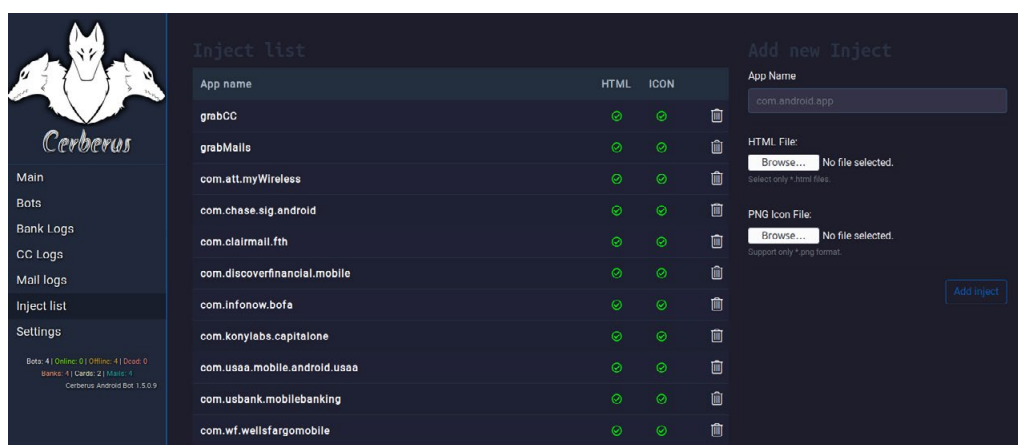 Cerberus
Main
Bots
Bank Logs
CC Logs
Mail logs
Inject list
Settings
Bots: 4 | Online: 0 | Offline: 4 | Dead: 0
Banks: 4 | Cards: 2 | Mails: 4
Cerberus Android Bot 1.5.0.9
Inject list
App name HTML ICON
grabCC
grabMails
com.att.myWireless
com.chase.sig.android
com.clairmail.fth
com.discoverfinancial.mobile
com.infonow.bofa
com.konylabs.capitalone
com.usaa.mobile.android.usaa
com.usbank.mobilebanking
com.wf.wellsfargomobile
Add new Inject
App Name
com.android.app
HTML File:
Browse... No file selected.
Select only *.html files.
PNG Icon File:
Browse... No file selected.
Support only *.png format.
Add inject